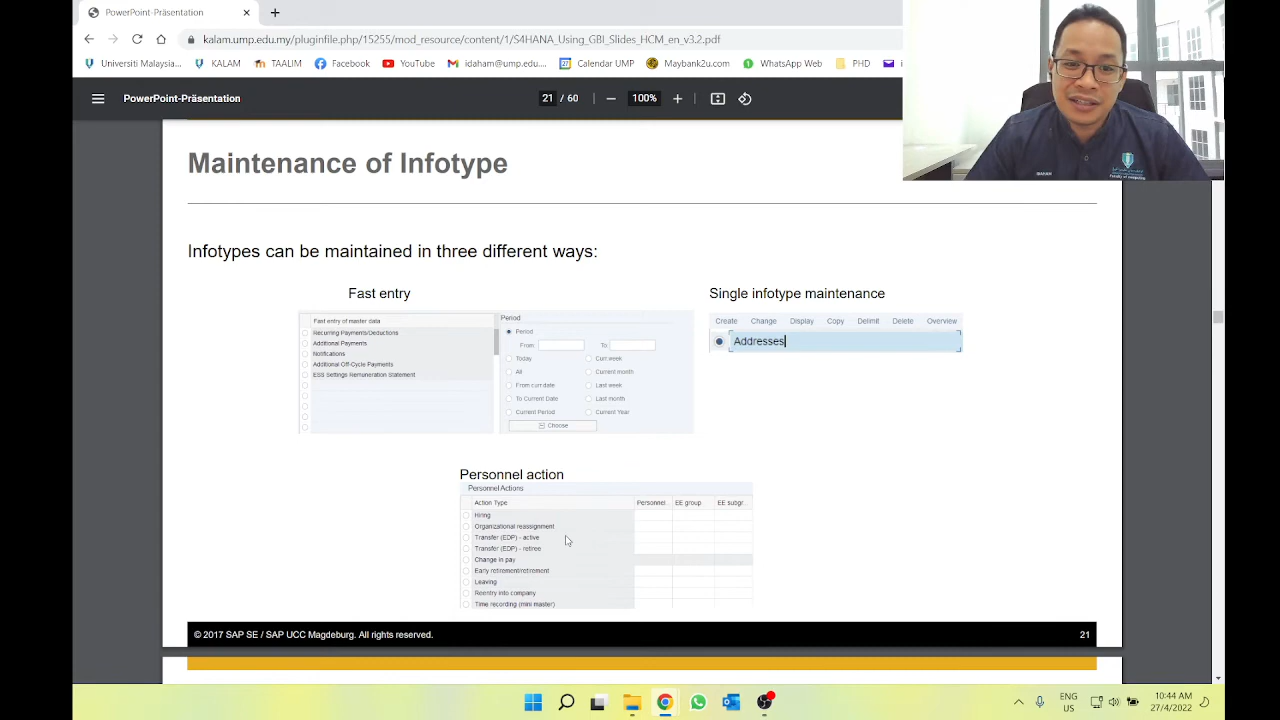 PowerPoint-Präsentation
kalam.ump.edu.my/pluginfile.php/15255/mod_resource/content/1/S4HANA_Using_GBI_Slides_HCM_en_v3.2.pdf
Universiti Malaysia...
KALAM
TAALIM
Facebook
YouTube
Calendar UMP
Maybank2u.com
WhatsApp Web
PHD
PowerPoint-Präsentation
21 / 60
100%
Maintenance of Infotype
Infotypes can be maintained in three different ways:
Fast entry
Fast entry of master data
Recurring Payments/Deductions
Additional Payments
Notifications
Additional Off-Cycle Payments
ESS Settings Remuneration Statement
Period
Period
From: To:
Today Curr.week
All Current month
From curr.date Last week
To Current Date Last month
Current Period Current Year
Choose
Single infotype maintenance
Create Change Display Copy Delimit Delete Overview
Addresses
Personnel action
Personnel Actions
Action Type Personnel... EE group EE subgr...
Hiring
Organizational reassignment
Transfer (EDP) - active
Transfer (EDP) - retiree
Change in pay
Early retirement/retirement
Leaving
Reentry into company
Time recording (mini master)
© 2017 SAP SE / SAP UCC Magdeburg. All rights reserved.
21
ENG
US
10:44 AM
27/4/2022